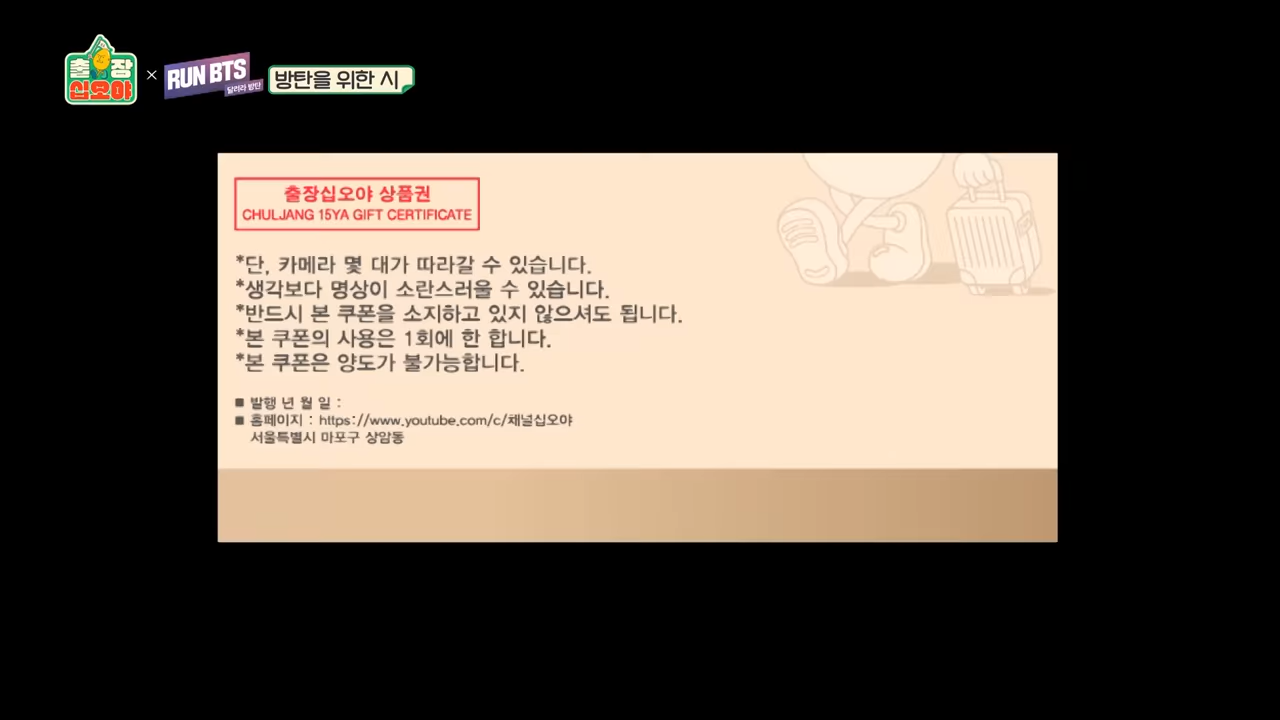 출장
십오야
×
RUN BTS
달려라 방탄
방탄을 위한 시
출장십오야 상품권
CHULJANG 15YA GIFT CERTIFICATE
*단, 카메라 몇 대가 따라갈 수 있습니다.
*생각보다 명상이 소란스러울 수 있습니다.
*반드시 본 쿠폰을 소지하고 있지 않으셔도 됩니다.
*본 쿠폰의 사용은 1회에 한 합니다.
*본 쿠폰은 양도가 불가능합니다.
■ 발행 년 월 일 :
■ 홈페이지 : https://www.youtube.com/c/채널십오야
서울특별시 마포구 상암동